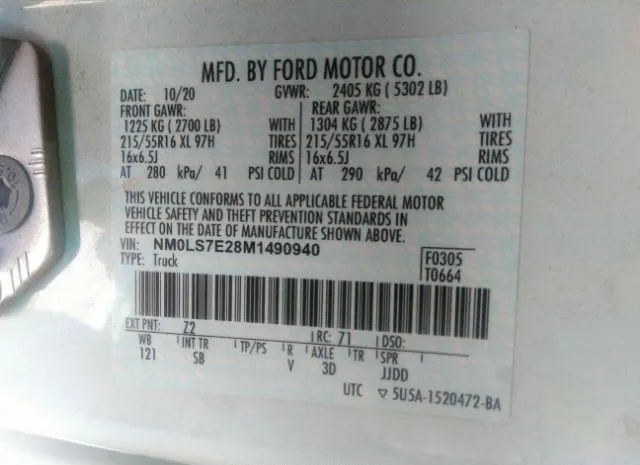 MFD. BY FORD MOTOR CO.
DATE: 10/20 GVWR: 2405 KG ( 5302 LB)
FRONT GAWR: REAR GAWR:
1225 KG ( 2700 LB) WITH 1304 KG ( 2875 LB) WITH
215/55R16 XL 97H TIRES 215/55R16 XL 97H TIRES
16x6.5J RIMS 16x6.5J RIMS
AT 280 kPa/ 41 PSI COLD AT 290 kPa/ 42 PSI COLD
THIS VEHICLE CONFORMS TO ALL APPLICABLE FEDERAL MOTOR
VEHICLE SAFETY AND THEFT PREVENTION STANDARDS IN
EFFECT ON THE DATE OF MANUFACTURE SHOWN ABOVE.
VIN: NM0LS7E28M1490940 F0305
TYPE: Truck T0664
EXT PNT: Z2 RC: 71 DSO:
WB INT TR TP/PS R AXLE TR SPR
121 SB V 3D JJDD
UTC ▽ 5U5A-1520472-BA